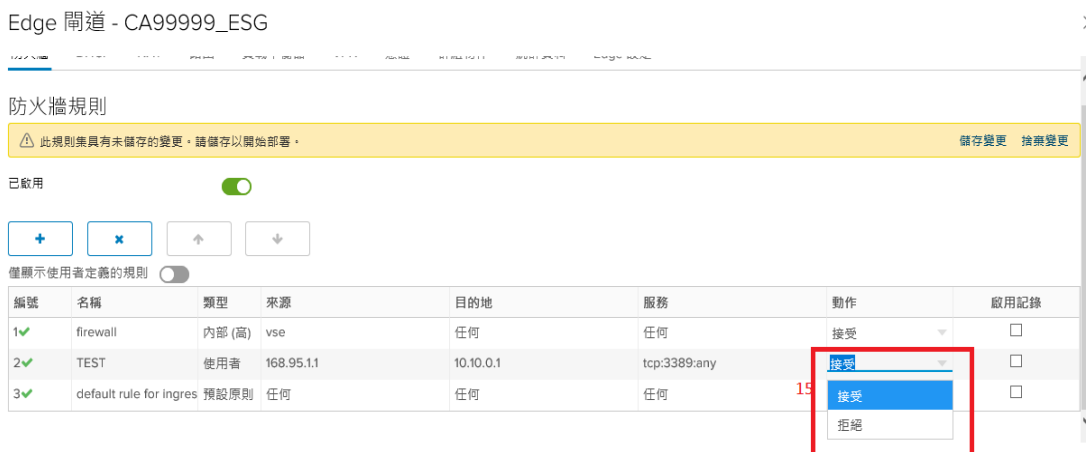 Edge 閘道 - CA99999_ESG
防火牆規則
此規則集具有未儲存的變更。請儲存以開始部署。 儲存變更 捨棄變更
已啟用
僅顯示使用者定義的規則
編號 名稱 類型 來源 目的地 服務 動作 啟用記錄
1 firewall 內部 (高) vse 任何 任何 接受
2 TEST 使用者 168.95.1.1 10.10.0.1 tcp:3389:any 接受
3 default rule for ingres 預設原則 任何 任何 任何
15 接受
拒絕